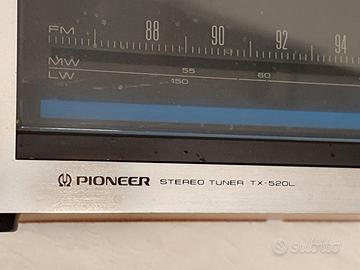 FM 88 90 92 94
MW 55 60
LW 150
PIONEER STEREO TUNER TX-520L
subito